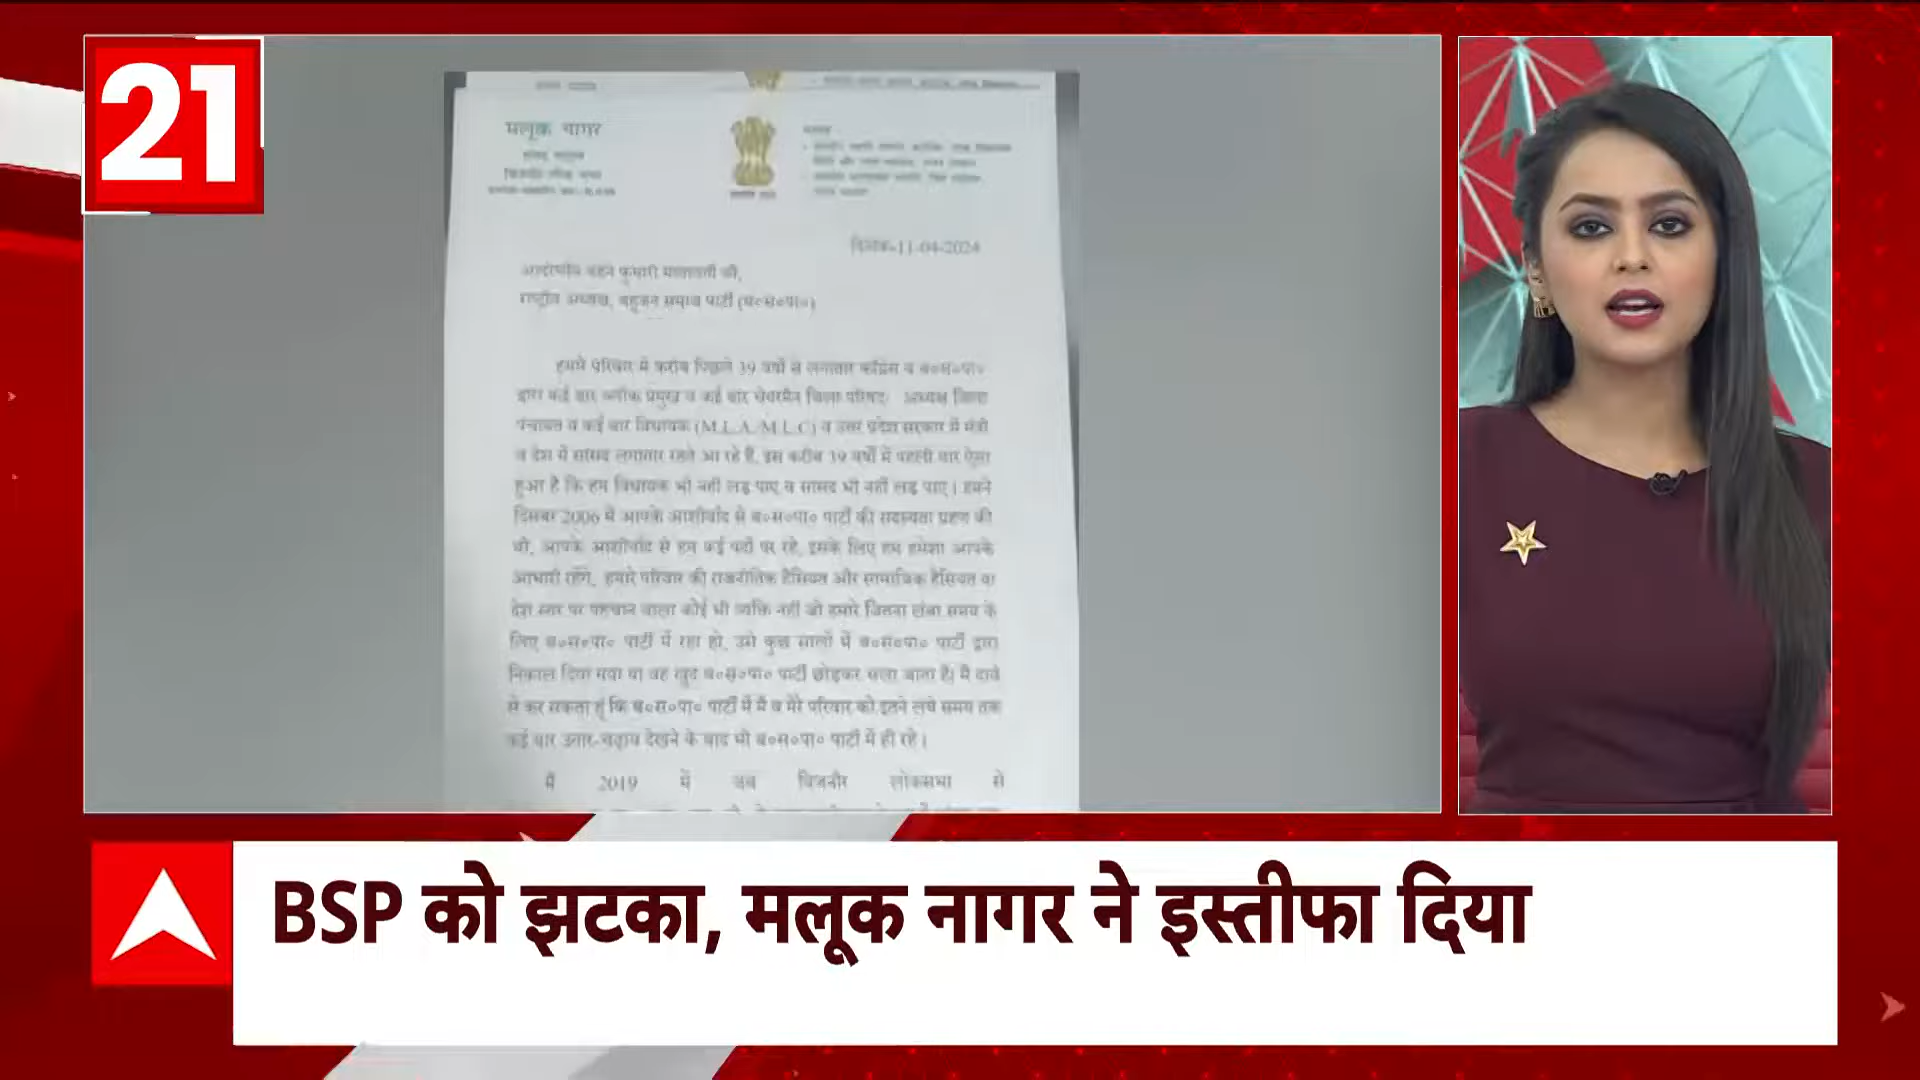 21
मलूक नागर
दिनांक-11-04-2024
आदरणीय बहन कुमारी मायावती जी,
राष्ट्रीय अध्यक्ष, बहुजन समाज पार्टी (ब०स०पा०)
हमारे परिवार में करीब पिछले 39 वर्षों से लगातार कांग्रेस व ब०स०पा०
द्वारा कई बार ब्लॉक प्रमुख व कई बार चेयरमैन जिला परिषद अध्यक्ष जिला
पंचायत व कई बार विधायक (M.L.A/M.L.C) व उत्तर प्रदेश सरकार में मंत्री
व देश में सांसद लगातार रहते आ रहे हैं, इस करीब 39 वर्षों में पहली बार ऐसा
हुआ है कि हम विधायक भी नहीं लड़ पाए व सांसद भी नहीं लड़ पाए। हमने
दिसंबर 2006 में आपके आशीर्वाद से ब०स०पा० पार्टी की सदस्यता ग्रहण की
थी, आपके आशीर्वाद से हम कई पदों पर रहे, इसके लिए हम हमेशा आपके
आभारी रहेंगे, हमारे परिवार की राजनीतिक हैसियत और सामाजिक हैसियत या
देश स्तर पर पहचान वाला कोई भी व्यक्ति नहीं जो हमारे जितना लंबा समय के
लिए ब०स०पा० पार्टी में रहा हो, उसे कुछ सालों में ब०स०पा० पार्टी द्वारा
निकाल दिया गया या वह खुद ब०स०पा० पार्टी छोड़कर चला जाता है। मै दावे
से कर सकता हूं कि ब०स०पा० पार्टी में मैं व मेरे परिवार को इतने लंबे समय तक
कई बार उतार-चढ़ाव देखने के बाद भी ब०स०पा० पार्टी में ही रहे।
मैं 2019 में जब बिजनौर लोकसभा से
BSP को झटका, मलूक नागर ने इस्तीफा दिया